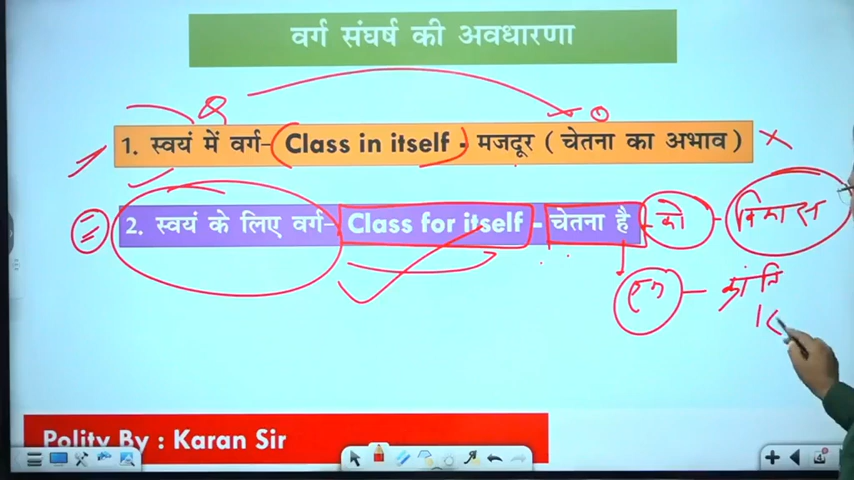 वर्ग संघर्ष की अवधारणा
1. स्वयं में वर्ग- Class in itself - मजदूर ( चेतना का अभाव )
2. स्वयं के लिए वर्ग- Class for itself - चेतना है
Polity By : Karan Sir